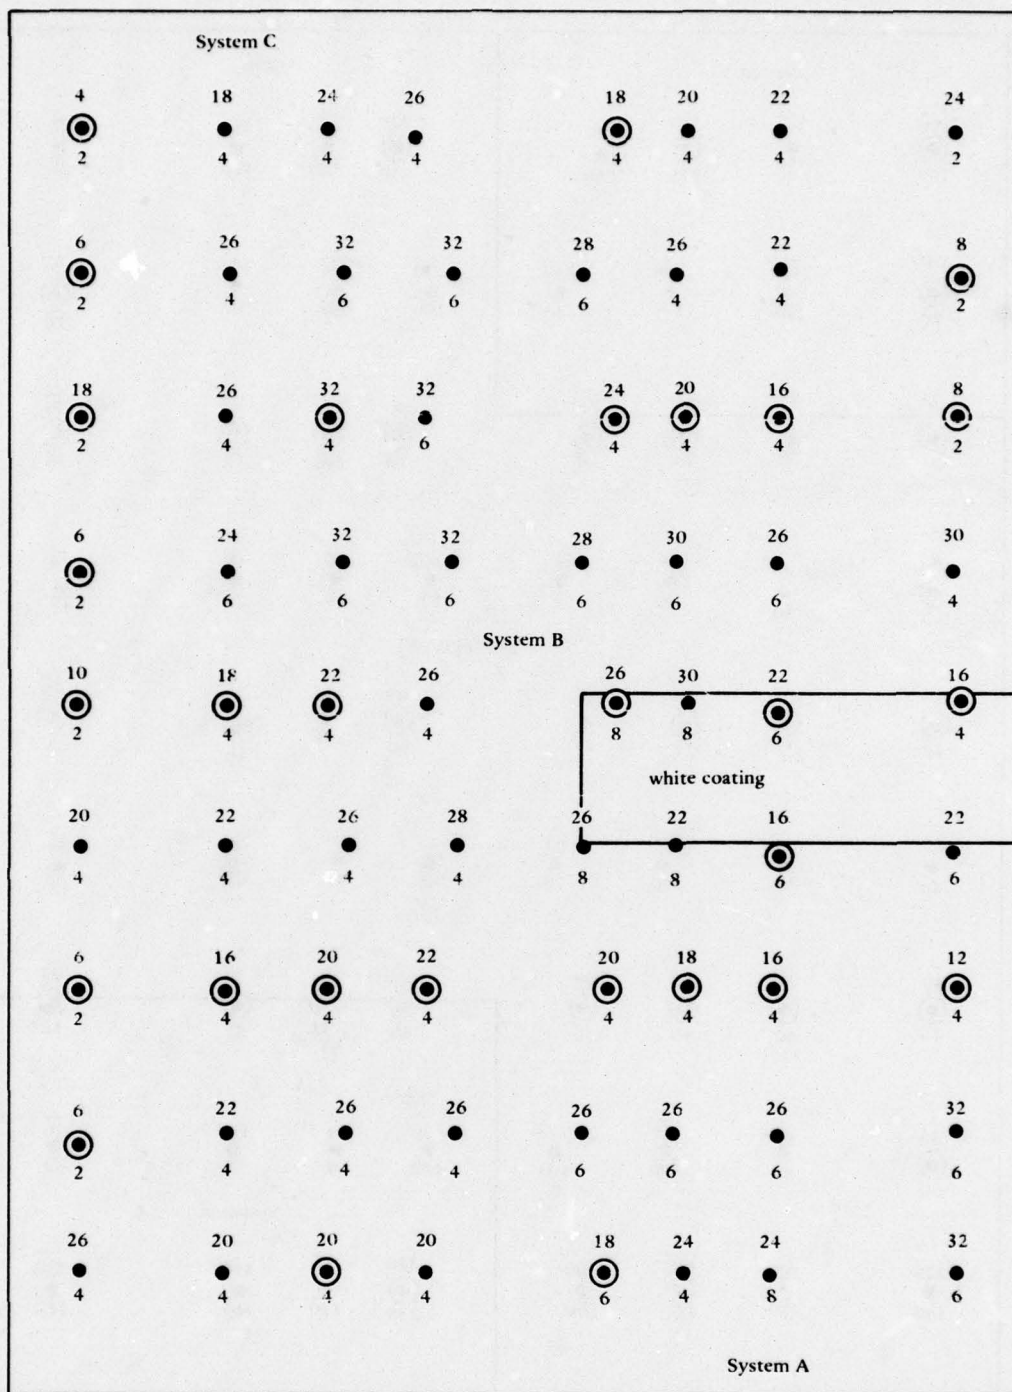 System C
4 18 24 26 18 20 22 24
2 4 4 4 4 4 4 2
6 26 32 32 28 26 22 8
2 4 6 6 6 4 4 2
18 26 32 32 24 20 16 8
2 4 4 6 4 4 4 2
6 24 32 32 28 30 26 30
2 6 6 6 6 6 6 4
System B
10 18 22 26 26 30 22 16
2 4 4 4 8 8 6 4
white coating
20 22 26 28 26 22 16 22
4 4 4 4 8 8 6 6
6 16 20 22 20 18 16 12
2 4 4 4 4 4 4 4
6 22 26 26 26 26 26 32
2 4 4 4 6 6 6 6
26 20 20 20 18 24 24 32
4 4 4 4 6 4 8 6
System A